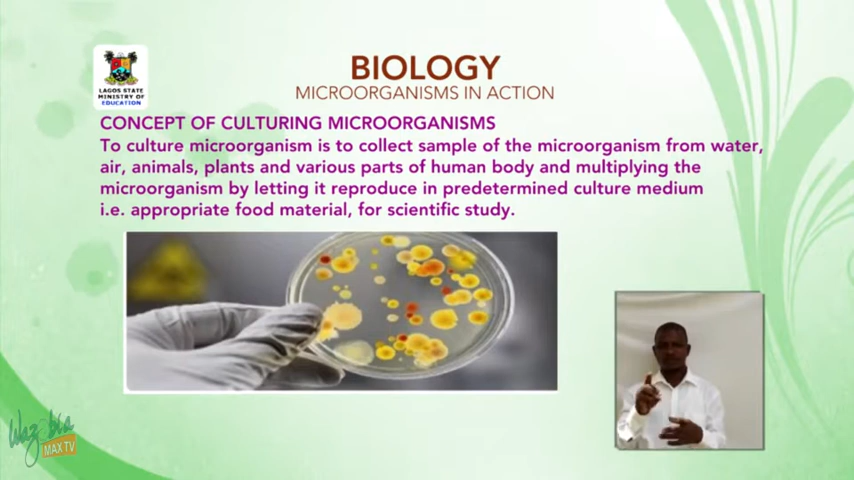 LAGOS STATE
MINISTRY OF
EDUCATION
BIOLOGY
MICROORGANISMS IN ACTION
CONCEPT OF CULTURING MICROORGANISMS
To culture microorganism is to collect sample of the microorganism from water,
air, animals, plants and various parts of human body and multiplying the
microorganism by letting it reproduce in predetermined culture medium
i.e. appropriate food material, for scientific study.
Wazobia
MAX TV